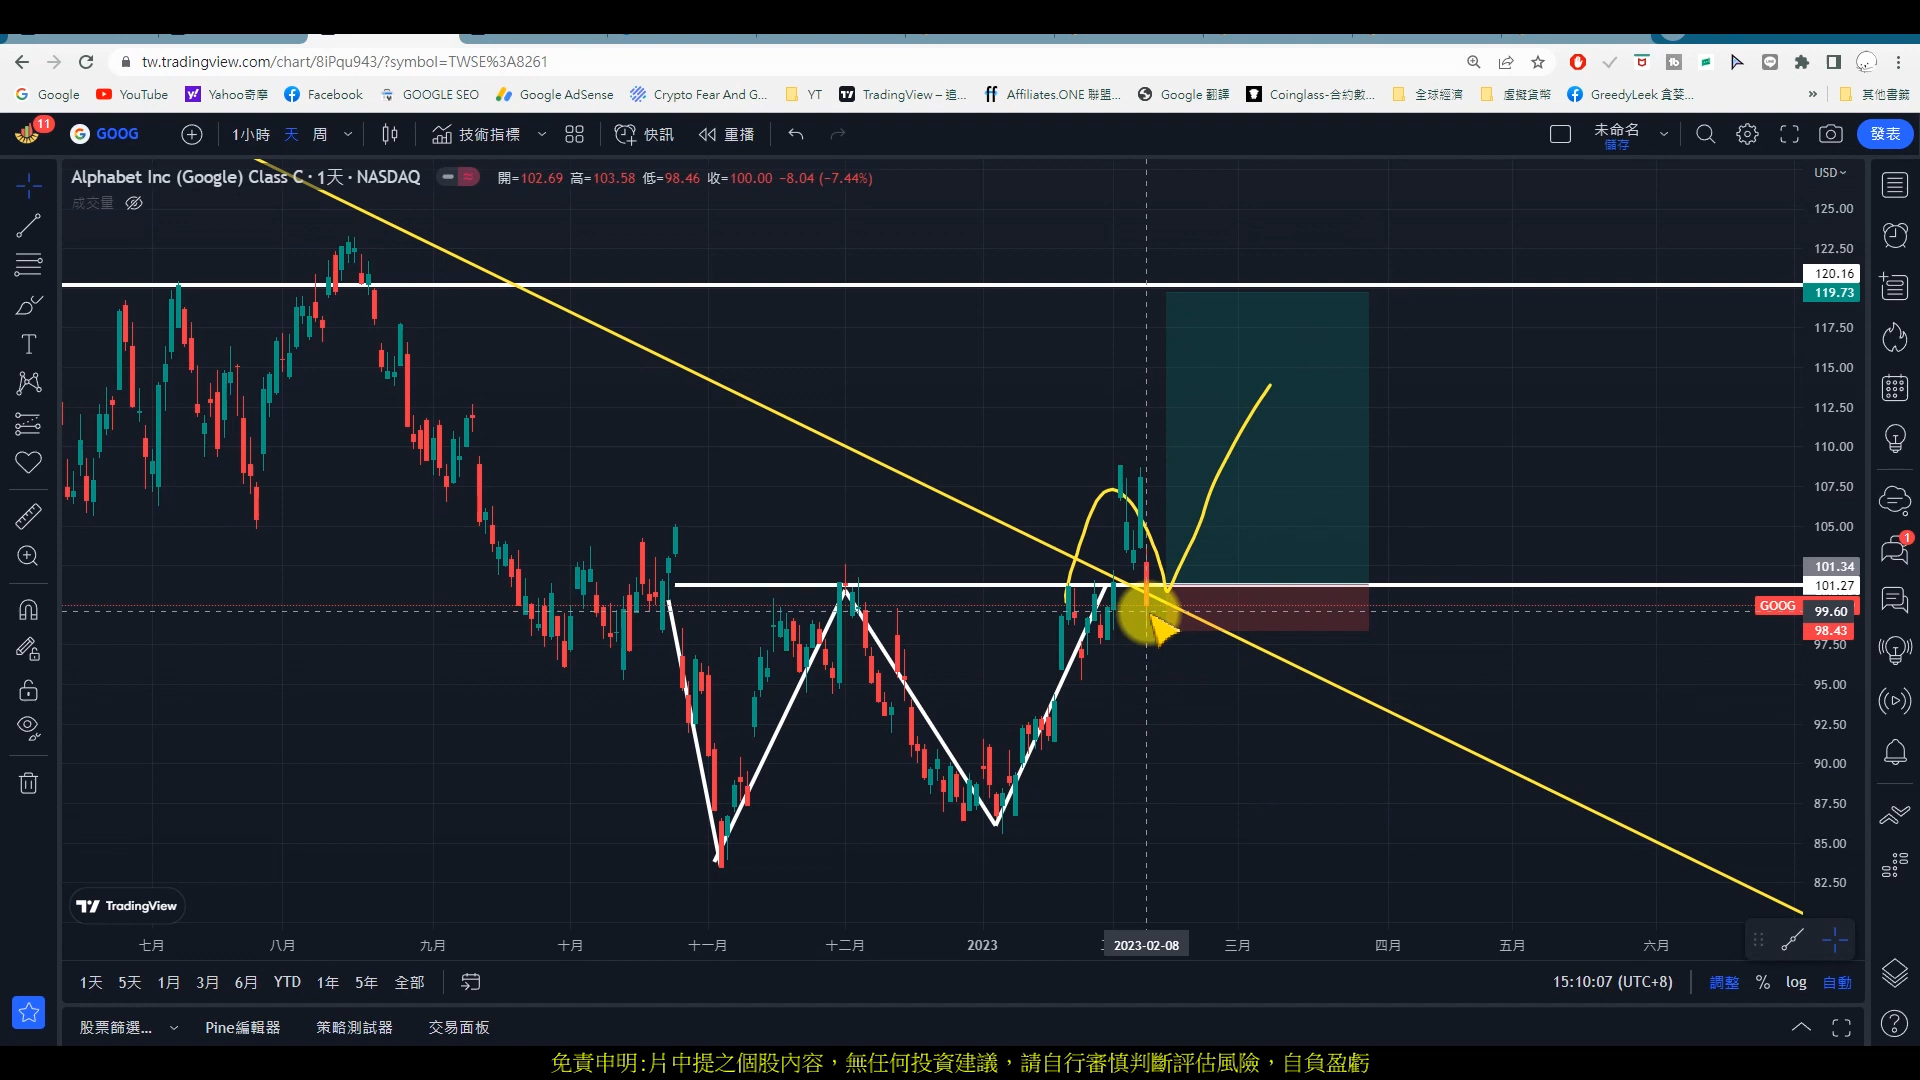 tw.tradingview.com/chart/8iPqu943/?symbol=TWSE%3A8261
Google YouTube Yahoo奇摩 Facebook GOOGLE SEO Google AdSense Crypto Fear And G... YT TradingView – 追... Affiliates.ONE 聯盟... Google 翻譯 Coinglass-合約數... 全球經濟 虛擬貨幣 GreedyLeek 貪婪... » 其他書籤
11 GOOG 1小時 天 周 技術指標 快訊 重播 未命名 儲存 發表
Alphabet Inc (Google) Class C · 1天 · NASDAQ 開=102.69 高=103.58 低=98.46 收=100.00 −8.04 (−7.44%)
成交量
USD
125.00
122.50
120.16
119.73
117.50
115.00
112.50
110.00
107.50
105.00
101.34
101.27
GOOG
99.60
98.43
97.50
95.00
92.50
90.00
87.50
85.00
82.50
1
TradingView
七月 八月 九月 十月 十一月 十二月 2023 2023-02-08 三月 四月 五月 六月
1天 5天 1月 3月 6月 YTD 1年 5年 全部 15:10:07 (UTC+8) 調整 % log 自動
股票篩選... Pine編輯器 策略測試器 交易面板
免責申明:片中提之個股內容，無任何投資建議，請自行審慎判斷評估風險，自負盈虧